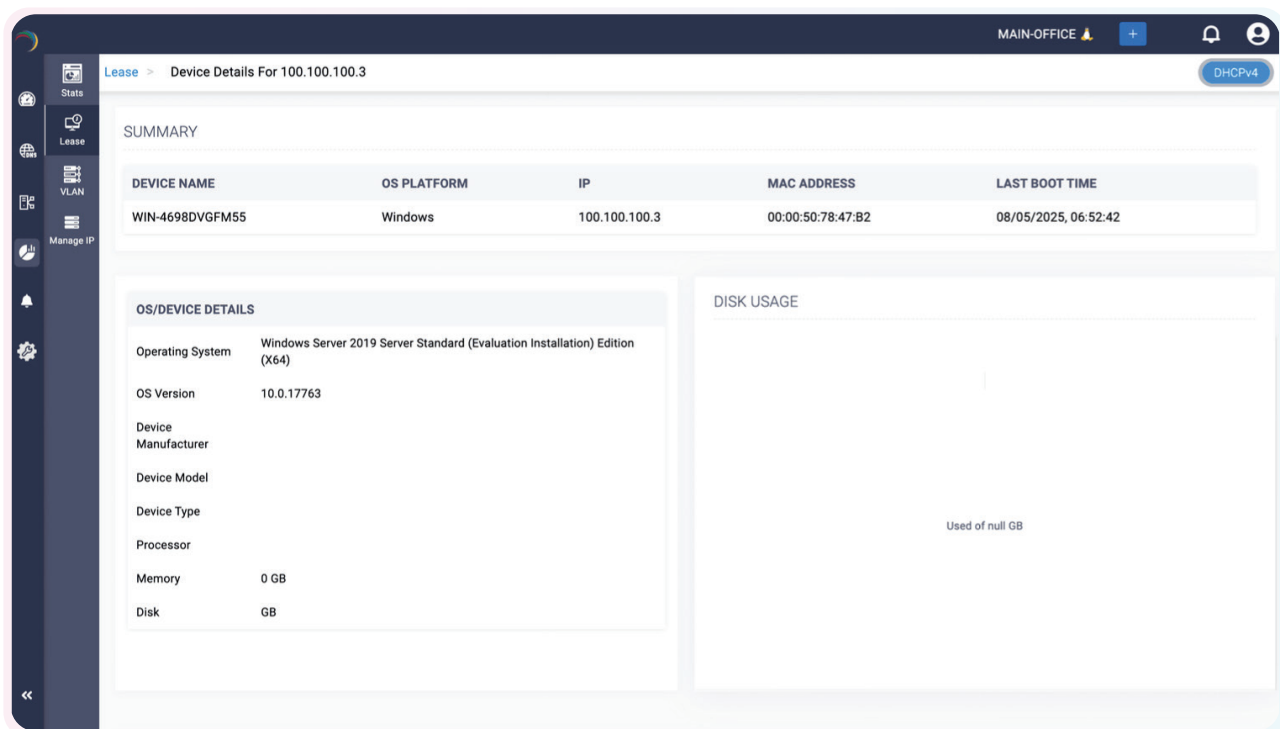 MAIN-OFFICE
+
Stats
Lease > Device Details For 100.100.100.3
DHCPv4
Lease
DNS
VLAN
Manage IP
SUMMARY
DEVICE NAME OS PLATFORM IP MAC ADDRESS LAST BOOT TIME
WIN-4698DVGFM55 Windows 100.100.100.3 00:00:50:78:47:B2 08/05/2025, 06:52:42
OS/DEVICE DETAILS
Operating System Windows Server 2019 Server Standard (Evaluation Installation) Edition
(X64)
OS Version 10.0.17763
Device
Manufacturer
Device Model
Device Type
Processor
Memory 0 GB
Disk GB
DISK USAGE
Used of null GB